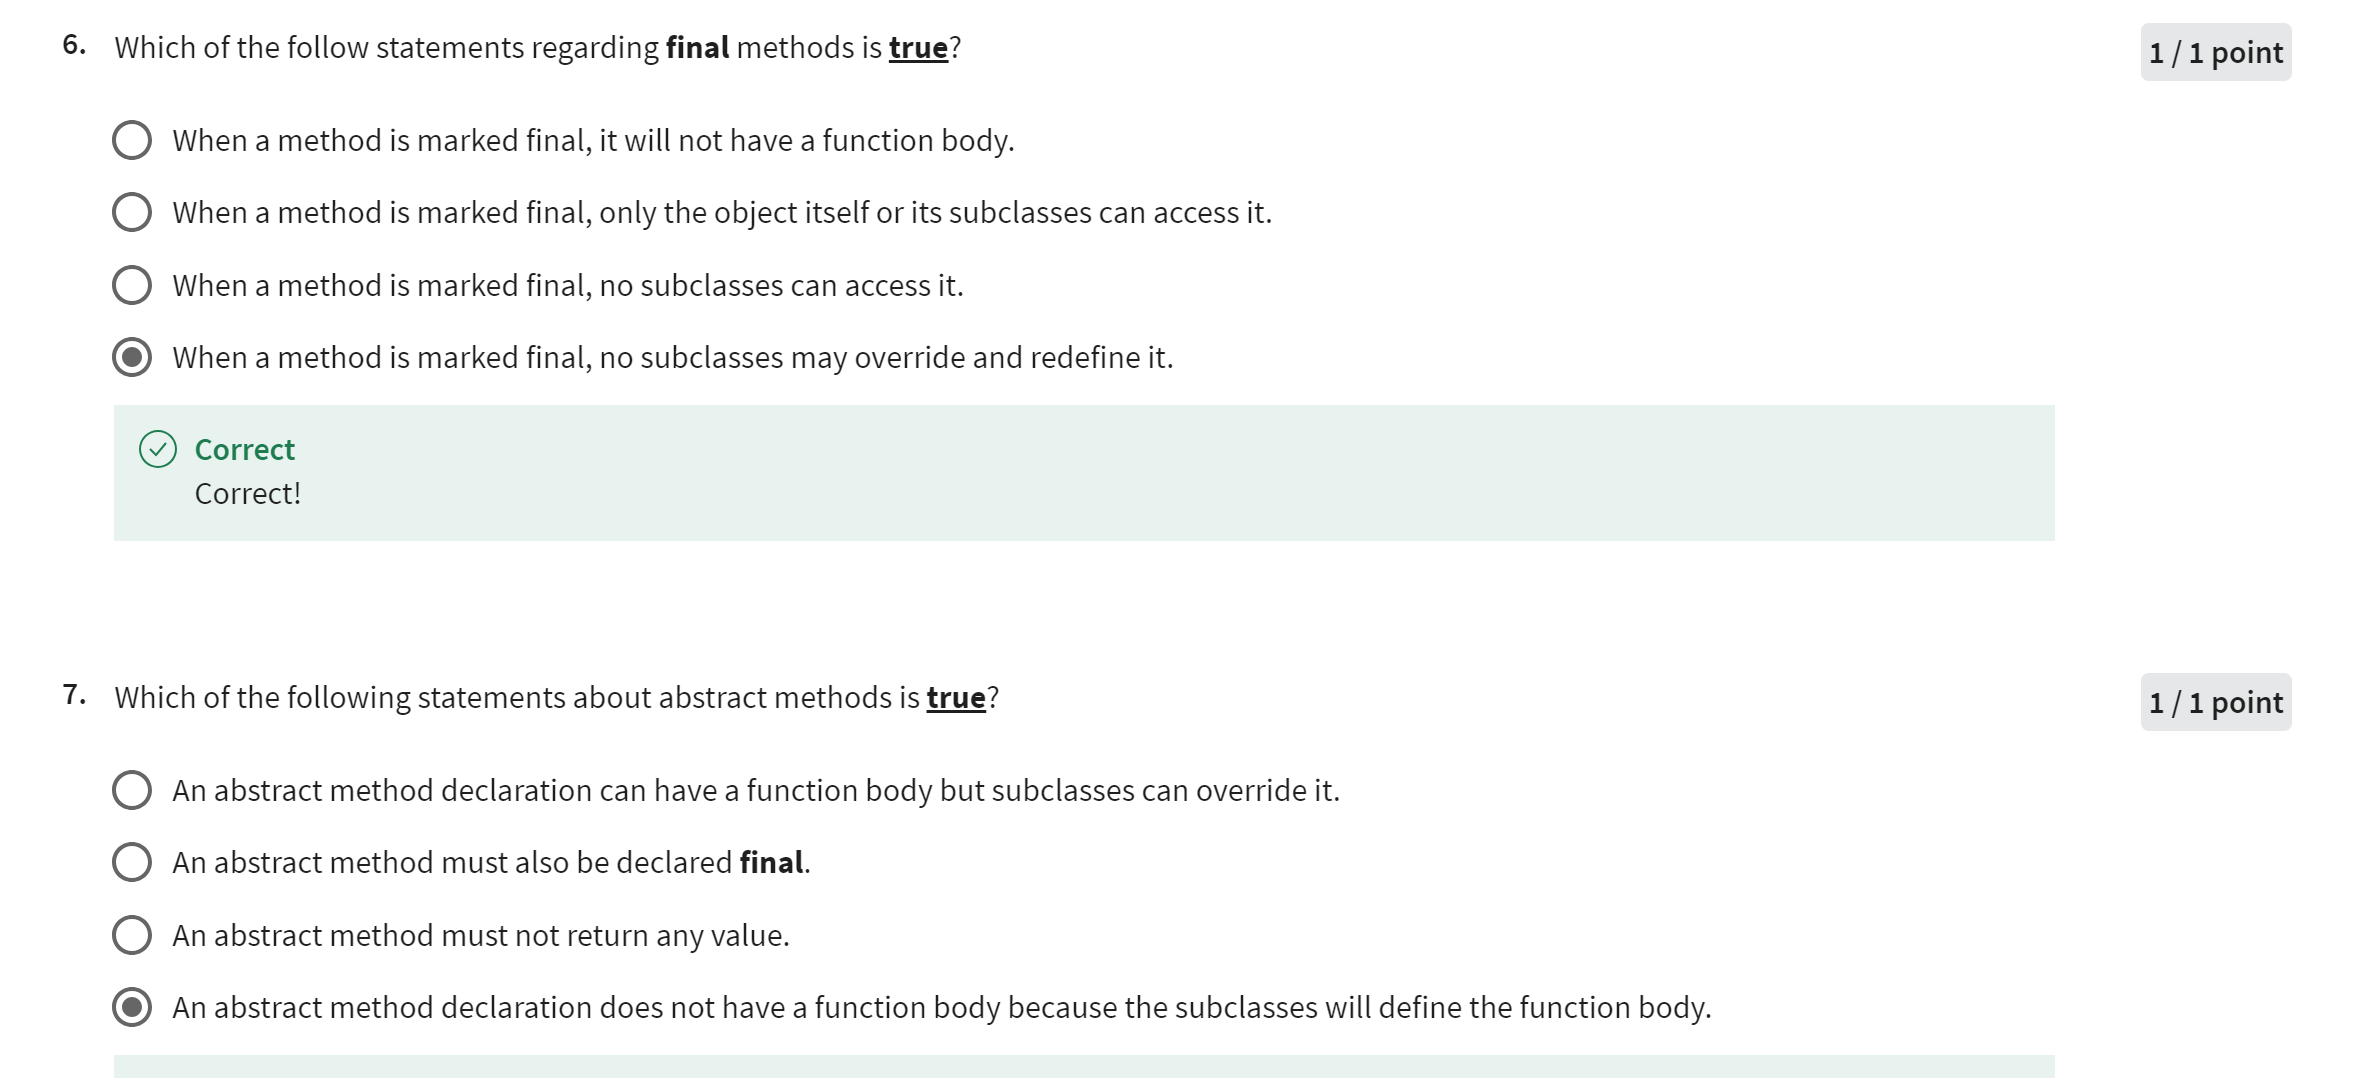 6. Which of the follow statements regarding final methods is true?
1 / 1 point
When a method is marked final, it will not have a function body.
When a method is marked final, only the object itself or its subclasses can access it.
When a method is marked final, no subclasses can access it.
When a method is marked final, no subclasses may override and redefine it.
Correct
Correct!
7. Which of the following statements about abstract methods is true?
1 / 1 point
An abstract method declaration can have a function body but subclasses can override it.
An abstract method must also be declared final.
An abstract method must not return any value.
An abstract method declaration does not have a function body because the subclasses will define the function body.